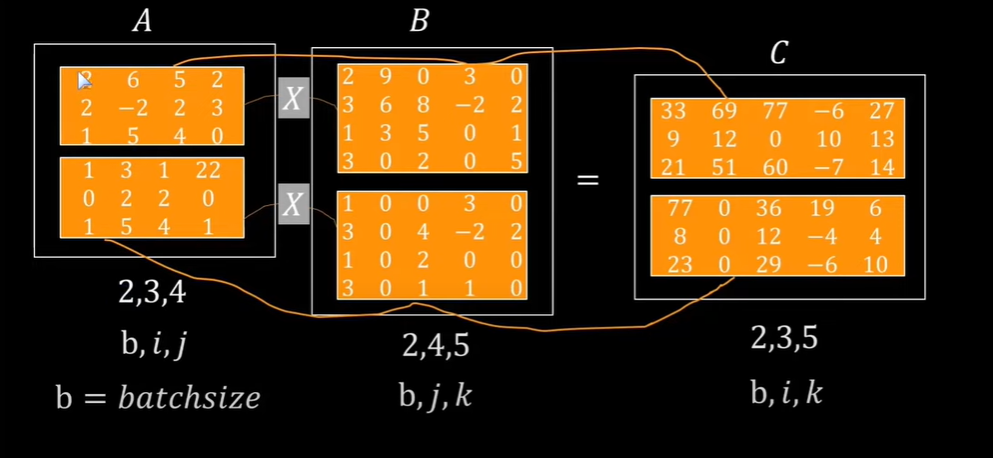 A
B
C
2 6 5 2
2 −2 2 3
1 5 4 0
1 3 1 22
0 2 2 0
1 5 4 1
X
X
2 9 0 3 0
3 6 8 −2 2
1 3 5 0 1
3 0 2 0 5
1 0 0 3 0
3 0 4 −2 2
1 0 2 0 0
3 0 1 1 0
=
33 69 77 −6 27
9 12 0 10 13
21 51 60 −7 14
77 0 36 19 6
8 0 12 −4 4
23 0 29 −6 10
2,3,4
b, i, j
b = batchsize
2,4,5
b, j, k
2,3,5
b, i, k